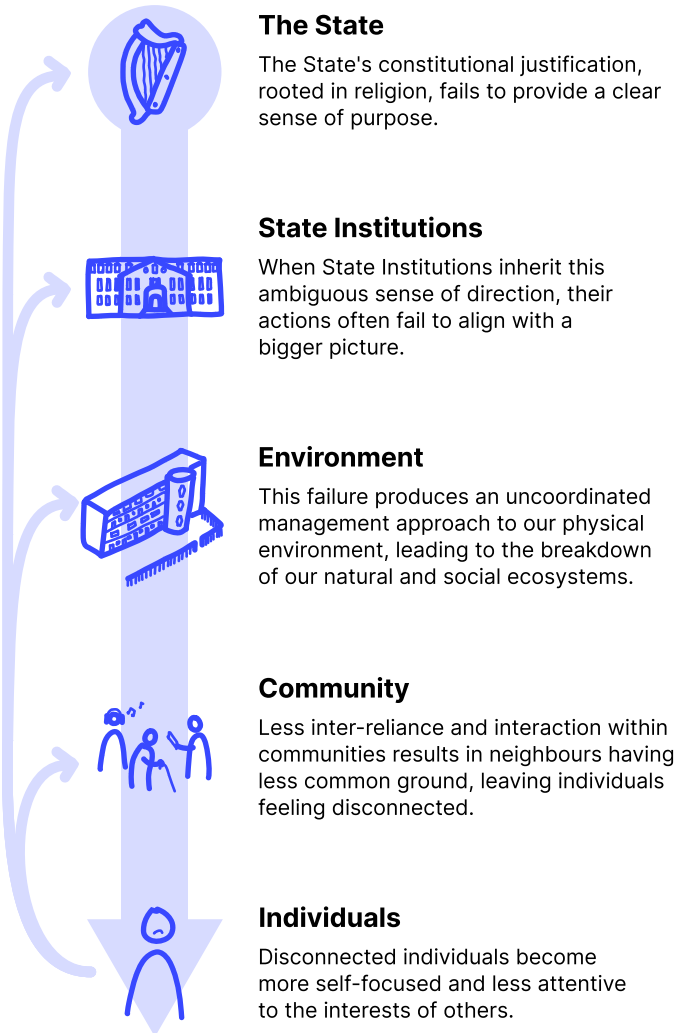 The State
The State's constitutional justification,
rooted in religion, fails to provide a clear
sense of purpose.
State Institutions
When State Institutions inherit this
ambiguous sense of direction, their
actions often fail to align with a
bigger picture.
Environment
This failure produces an uncoordinated
management approach to our physical
environment, leading to the breakdown
of our natural and social ecosystems.
Community
Less inter-reliance and interaction within
communities results in neighbours having
less common ground, leaving individuals
feeling disconnected.
Individuals
Disconnected individuals become
more self-focused and less attentive
to the interests of others.